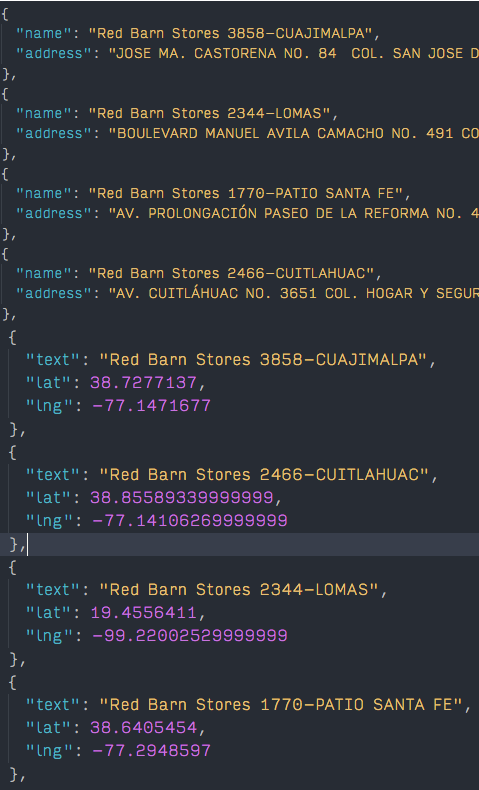 {
"name": "Red Barn Stores 3858-CUAJIMALPA",
"address": "JOSE MA. CASTORENA NO. 84  COL. SAN JOSE D
},
{
"name": "Red Barn Stores 2344-LOMAS",
"address": "BOULEVARD MANUEL AVILA CAMACHO NO. 491 CO
},
{
"name": "Red Barn Stores 1770-PATIO SANTA FE",
"address": "AV. PROLONGACIÓN PASEO DE LA REFORMA NO. 4
},
{
"name": "Red Barn Stores 2466-CUITLAHUAC",
"address": "AV. CUITLÁHUAC NO. 3651 COL. HOGAR Y SEGUR
},
{
"text": "Red Barn Stores 3858-CUAJIMALPA",
"lat": 38.7277137,
"lng": -77.1471677
},
{
"text": "Red Barn Stores 2466-CUITLAHUAC",
"lat": 38.85589339999999,
"lng": -77.14106269999999
},
{
"text": "Red Barn Stores 2344-LOMAS",
"lat": 19.4556411,
"lng": -99.22002529999999
},
{
"text": "Red Barn Stores 1770-PATIO SANTA FE",
"lat": 38.6405454,
"lng": -77.2948597
},